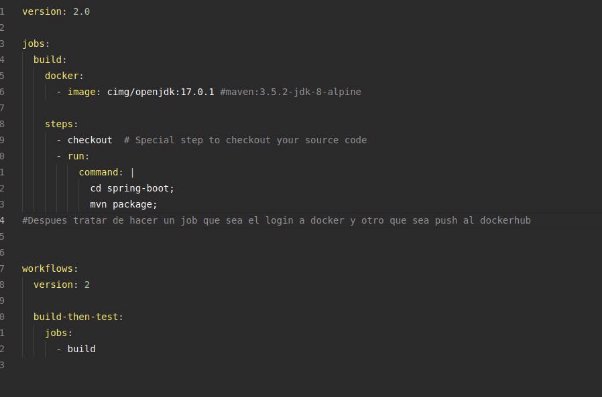 1 version: 2.0
2
3 jobs:
4 build:
5 docker:
6 - image: cimg/openjdk:17.0.1 #maven:3.5.2-jdk-8-alpine
7
8 steps:
9 - checkout # Special step to checkout your source code
0 - run:
1 command: |
2 cd spring-boot;
3 mvn package;
4 #Despues tratar de hacer un job que sea el login a docker y otro que sea push al dockerhub
5
6
7 workflows:
8 version: 2
9
0 build-then-test:
1 jobs:
2 - build
3